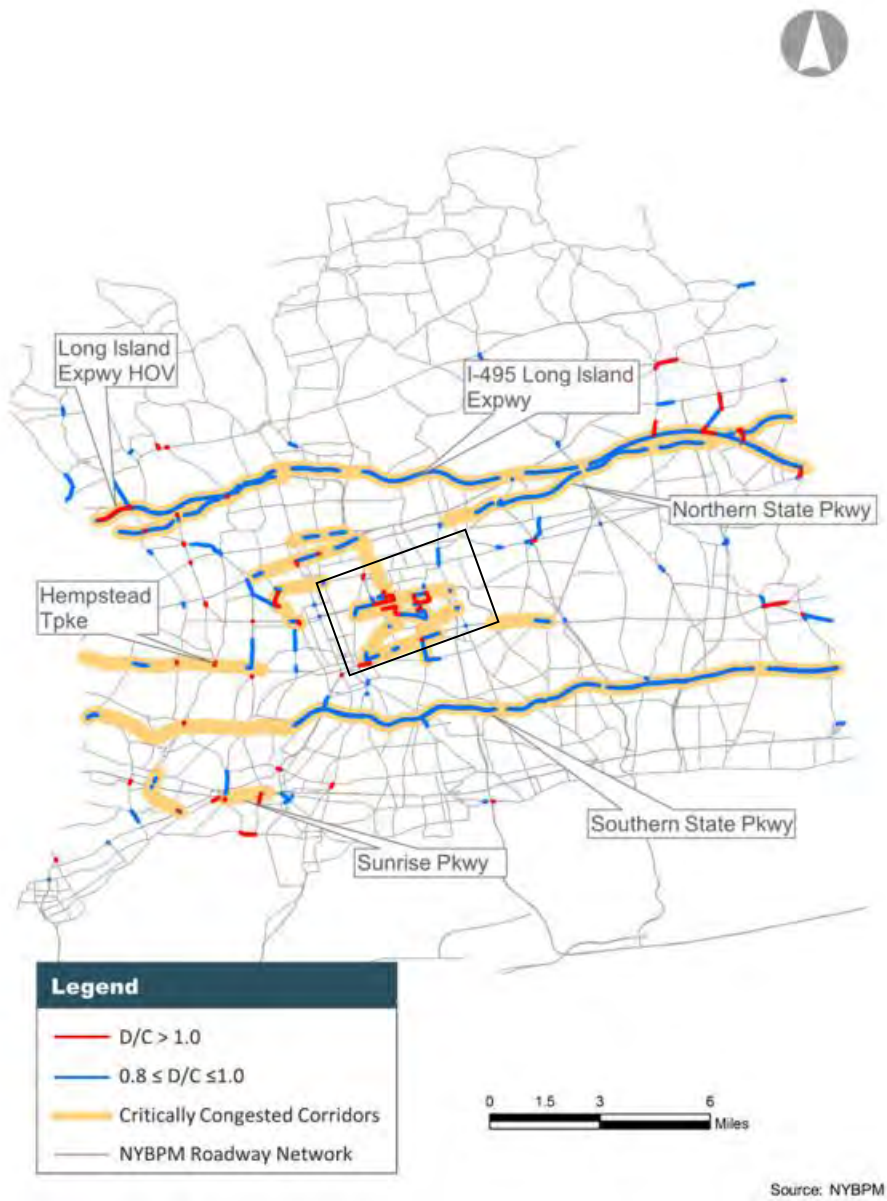 Long Island
Expwy HOV
I-495 Long Island
Expwy
Northern State Pkwy
Hempstead
Tpke
Southern State Pkwy
Sunrise Pkwy
Legend
D/C > 1.0
0.8 ≤ D/C ≤1.0
Critically Congested Corridors
NYBPM Roadway Network
0 1.5 3 6
Miles
Source: NYBPM